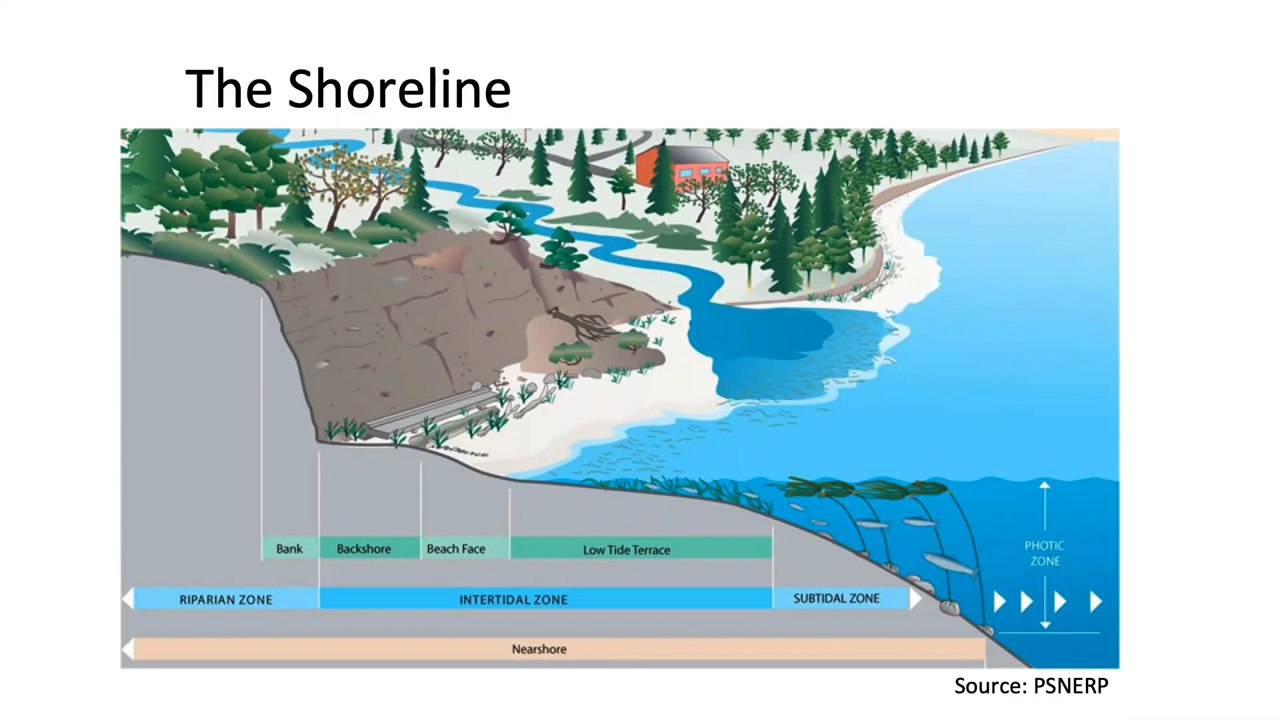 The Shoreline
PHOTIC
ZONE
Bank Backshore Beach Face Low Tide Terrace
RIPARIAN ZONE INTERTIDAL ZONE SUBTIDAL ZONE
Nearshore
Source: PSNERP